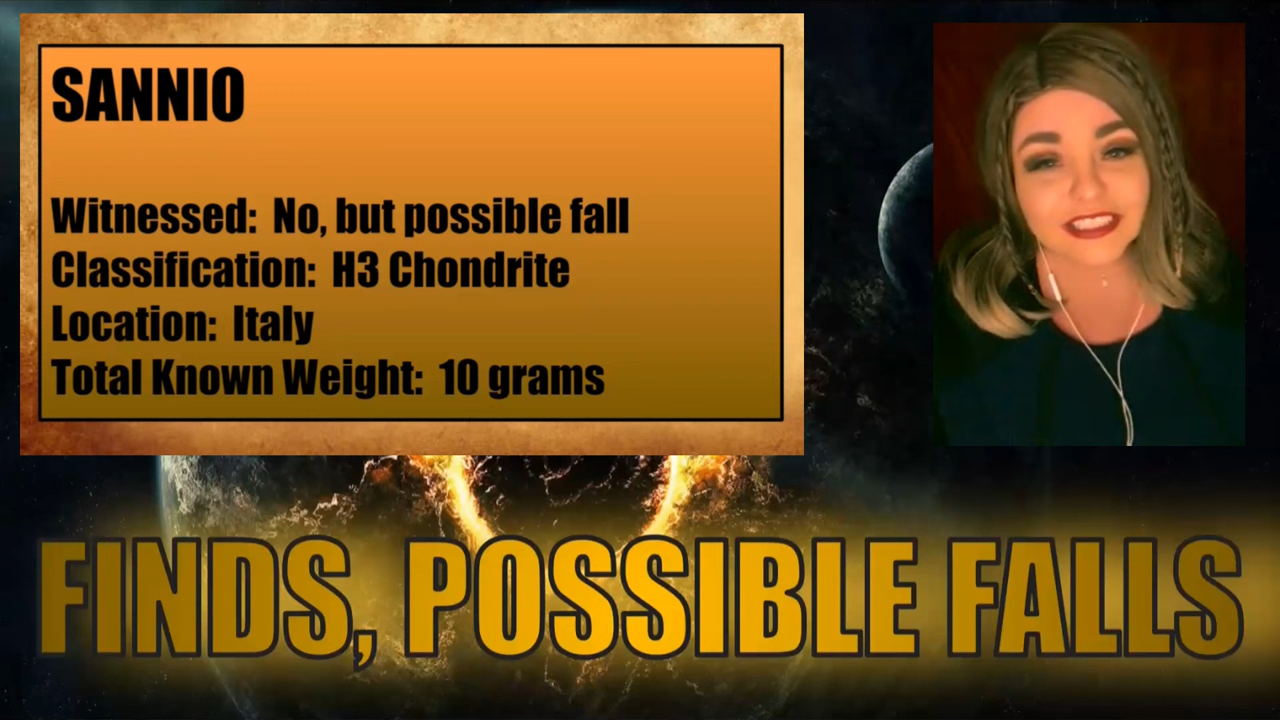 SANNIO
Witnessed: No, but possible fall
Classification: H3 Chondrite
Location: Italy
Total Known Weight: 10 grams
FINDS, POSSIBLE FALLS